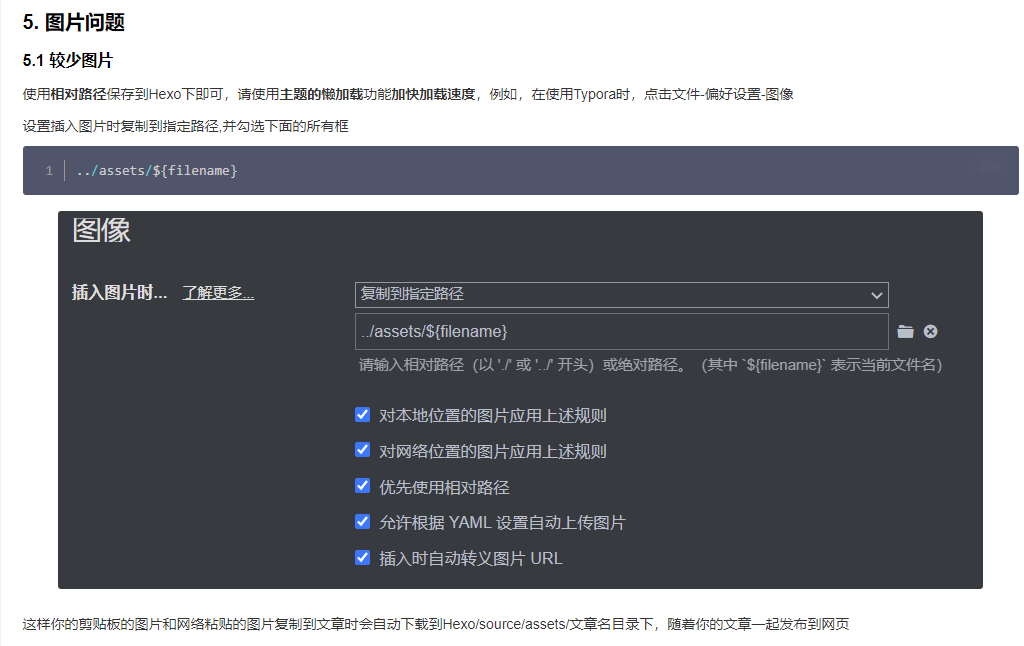 5. 图片问题
5.1 较少图片
使用相对路径保存到Hexo下即可，请使用主题的懒加载功能加快加载速度，例如，在使用Typora时，点击文件-偏好设置-图像
设置插入图片时复制到指定路径,并勾选下面的所有框
1 ../assets/${filename}
图像
插入图片时... 了解更多... 复制到指定路径
../assets/${filename}
请输入相对路径（以 './' 或 '../' 开头）或绝对路径。（其中 `${filename}` 表示当前文件名）
对本地位置的图片应用上述规则
对网络位置的图片应用上述规则
优先使用相对路径
允许根据 YAML 设置自动上传图片
插入时自动转义图片 URL
这样你的剪贴板的图片和网络粘贴的图片复制到文章时会自动下载到Hexo/source/assets/文章名目录下，随着你的文章一起发布到网页